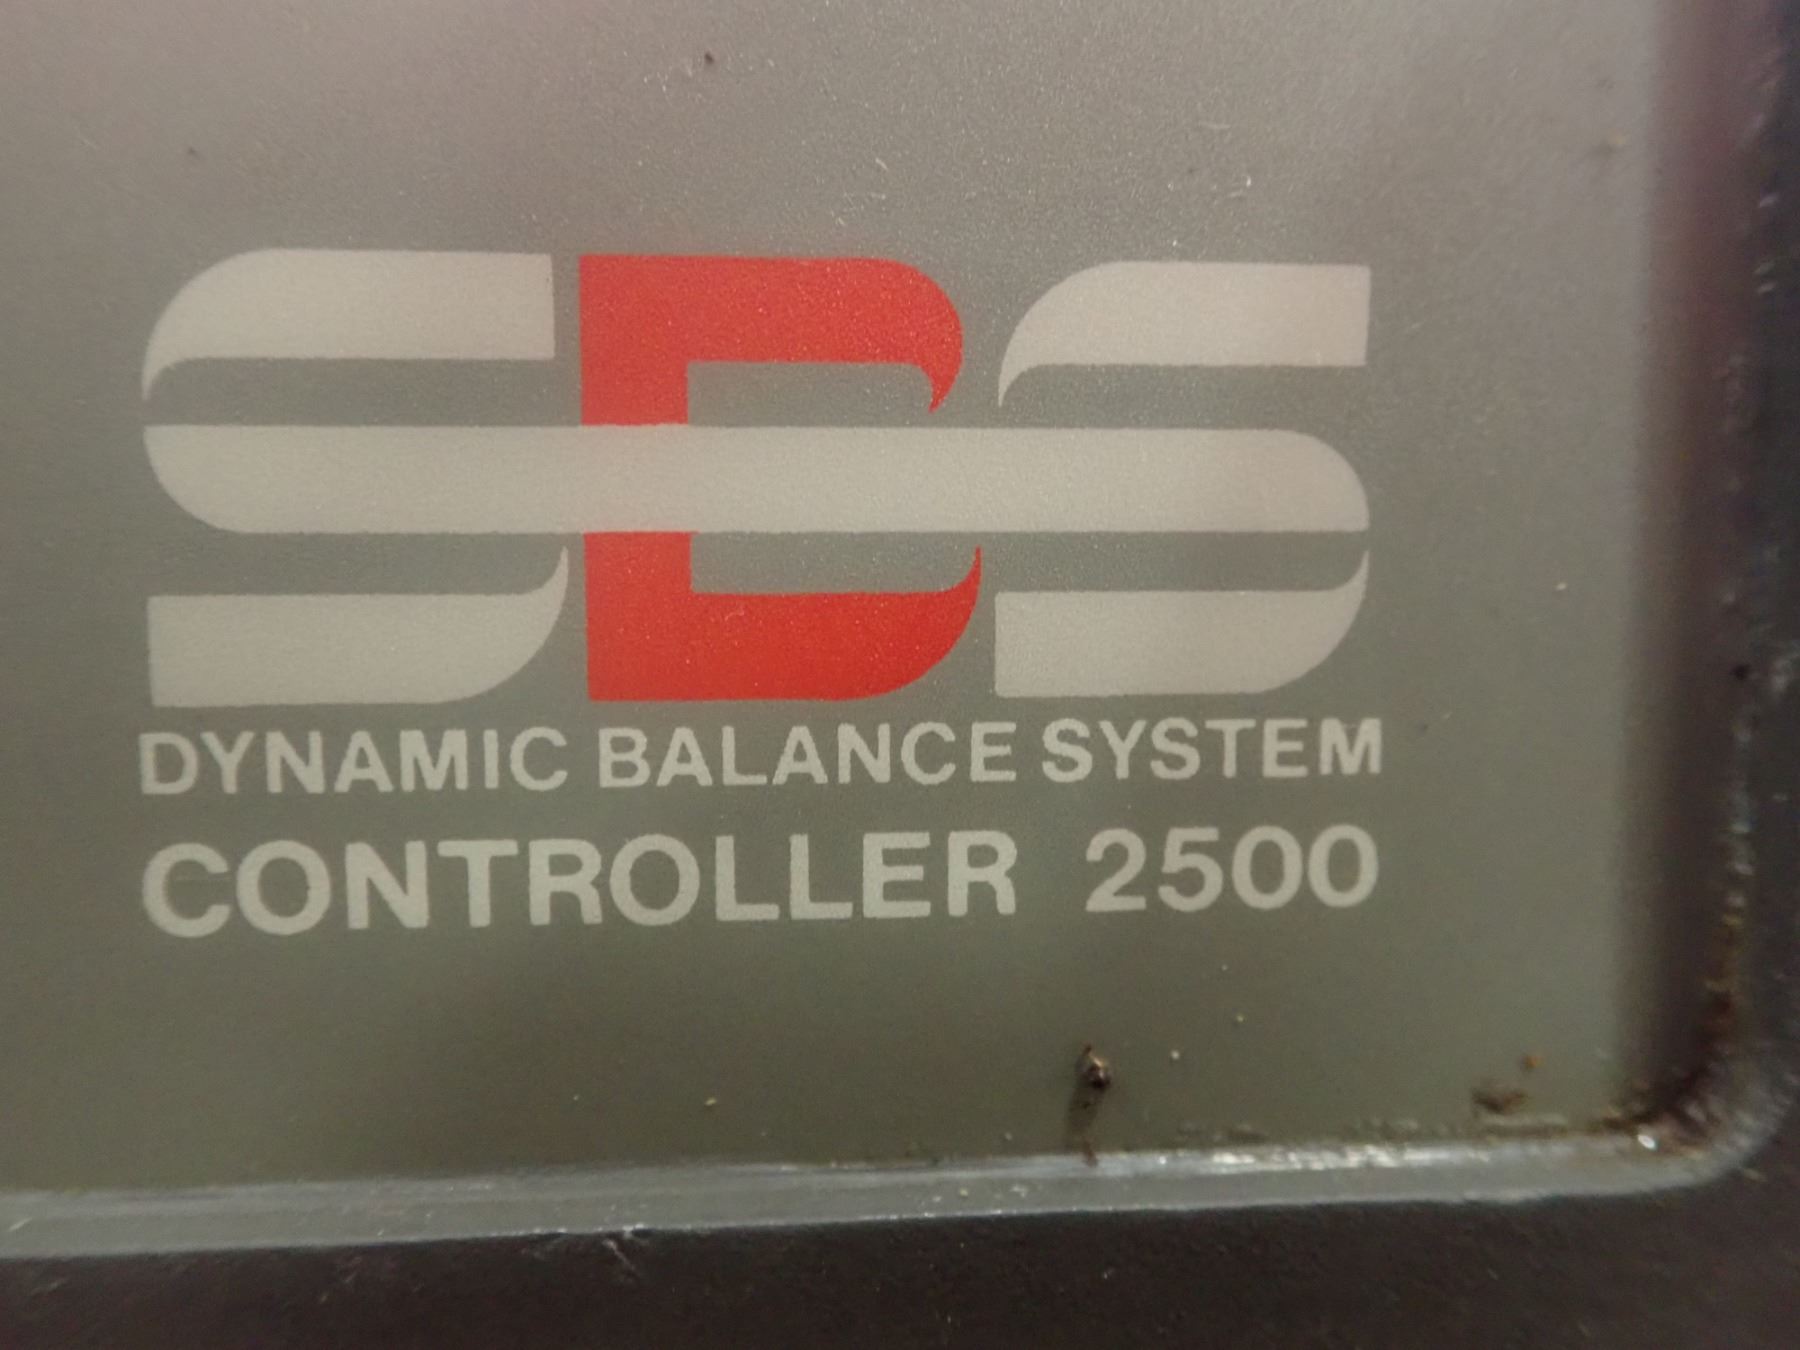 SBS
DYNAMIC BALANCE SYSTEM
CONTROLLER 2500